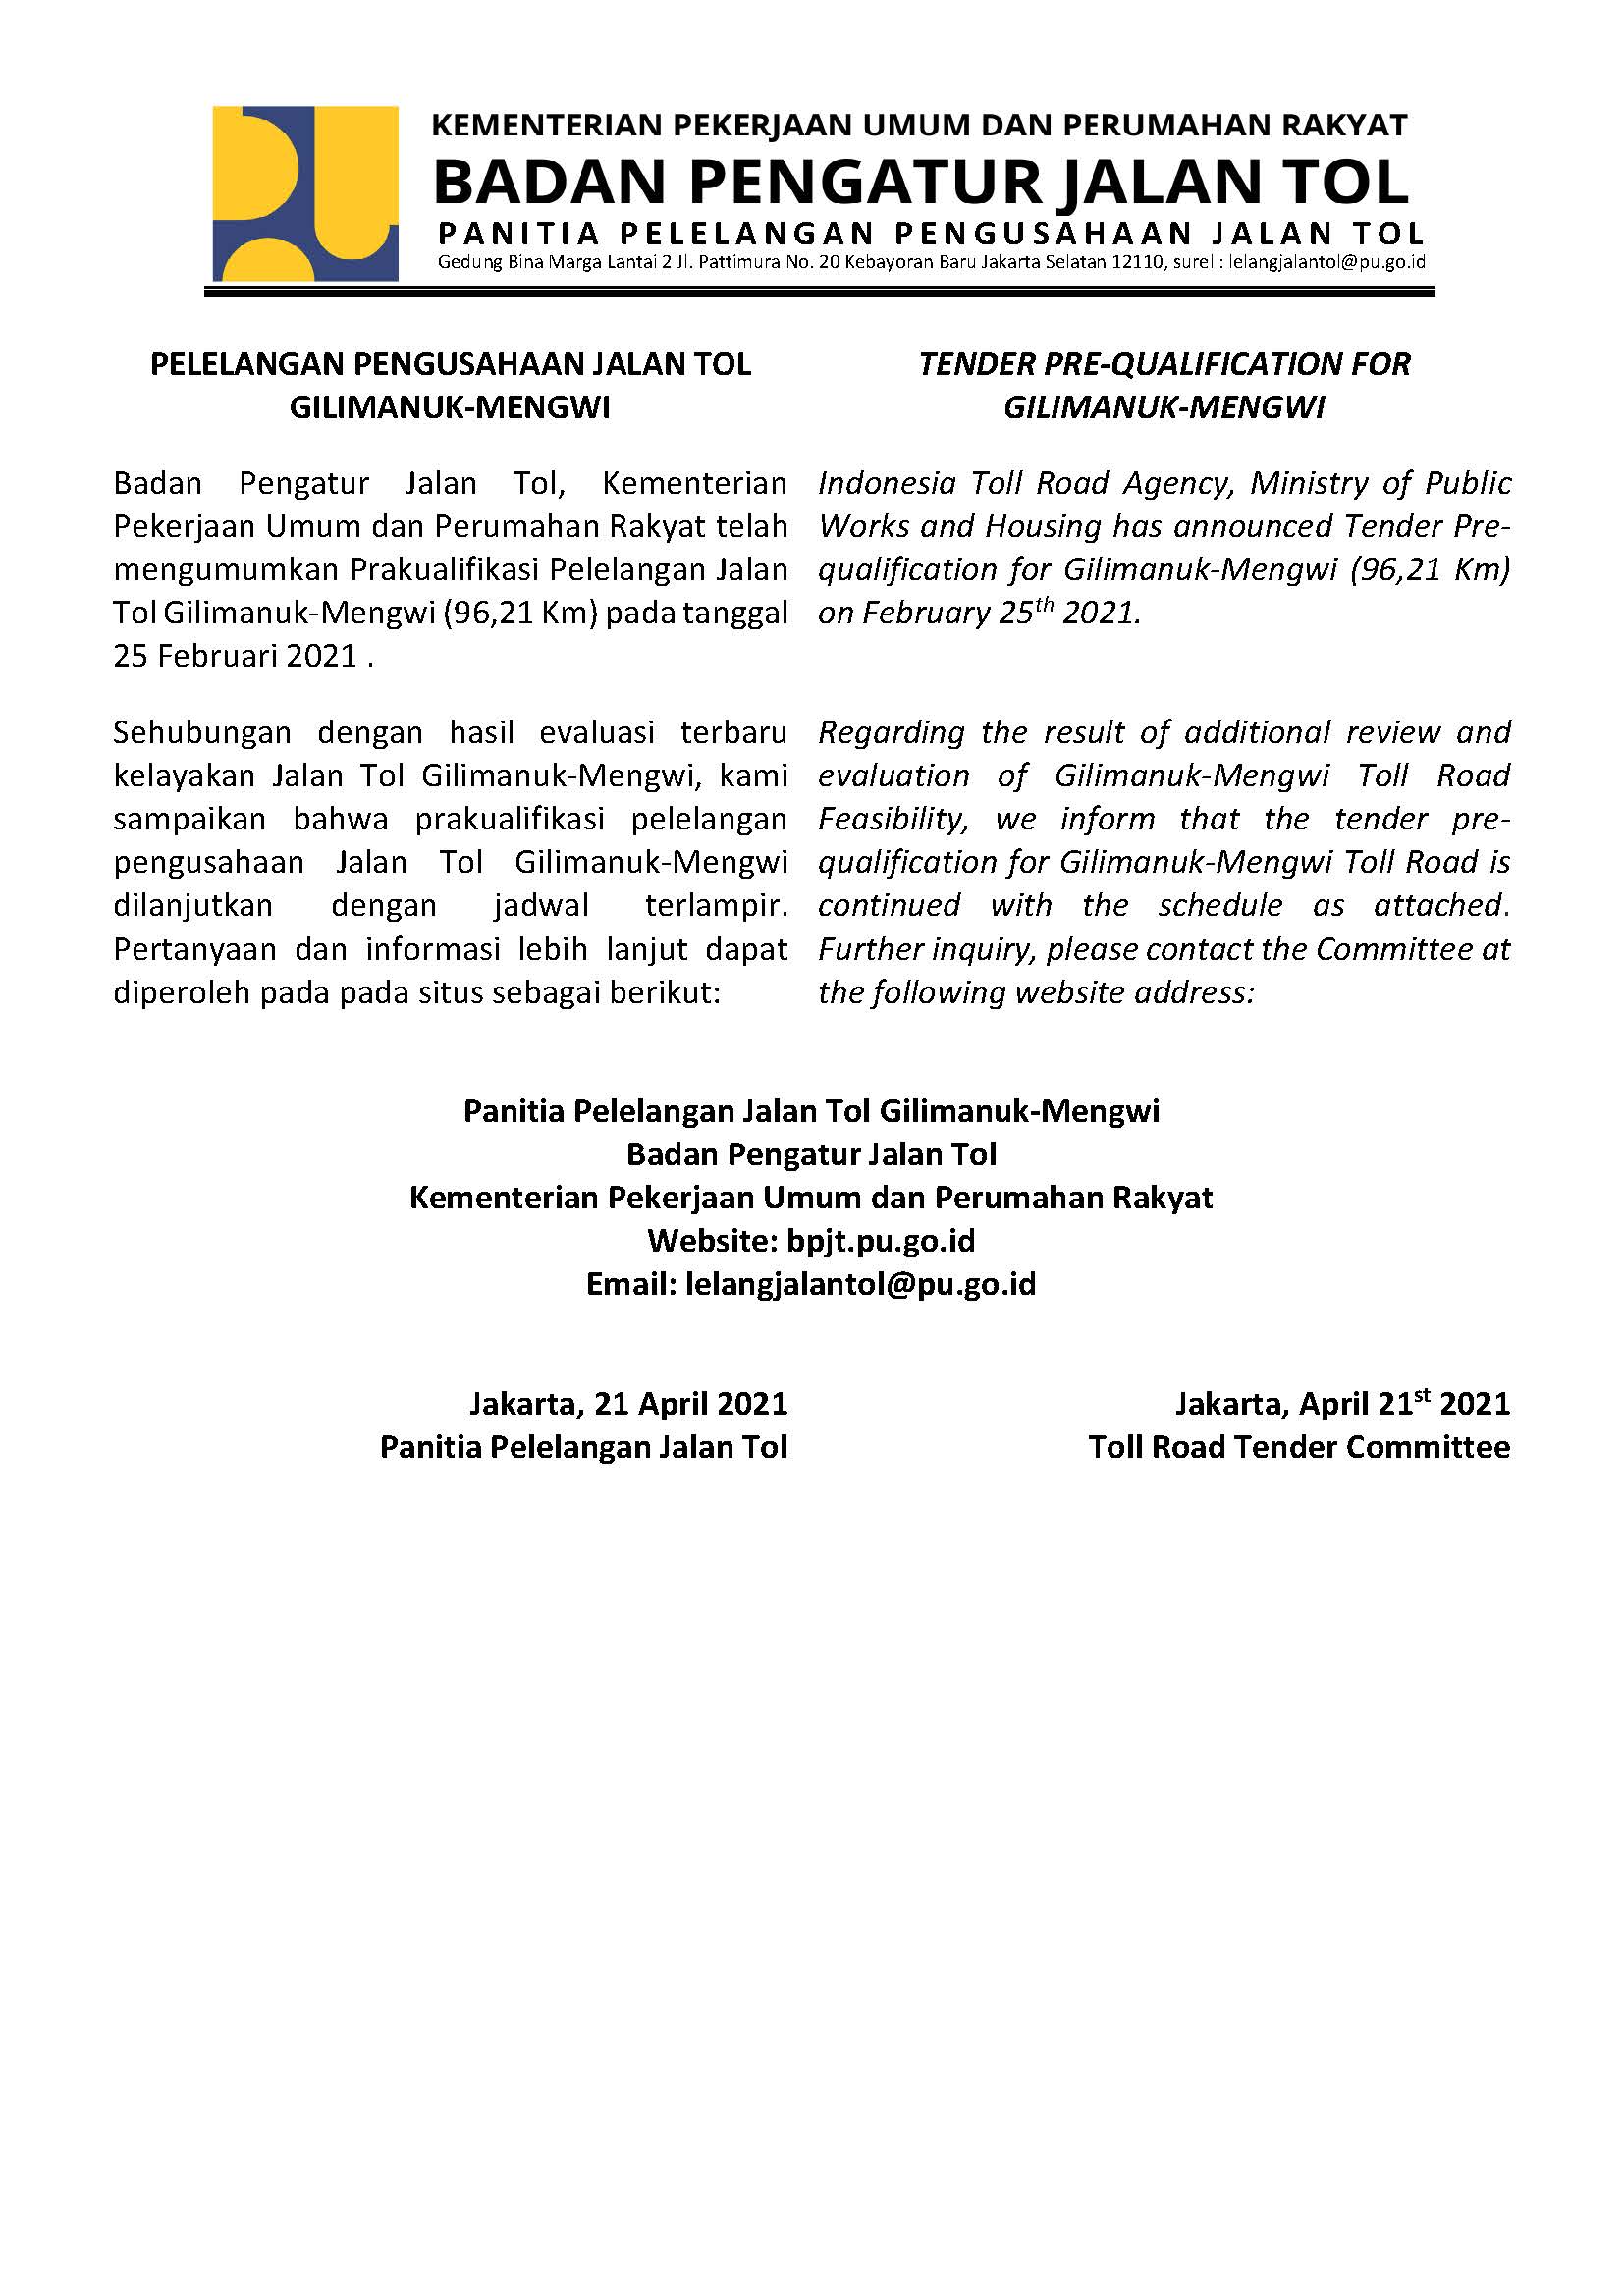 KEMENTERIAN PEKERJAAN UMUM DAN PERUMAHAN RAKYAT
BADAN PENGATUR JALAN TOL
PANITIA PELELANGAN PENGUSAHAAN JALAN TOL
Gedung Bina Marga Lantai 2 Jl. Pattimura No. 20 Kebayoran Baru Jakarta Selatan 12110, surel : lelangjalantol@pu.go.id
PELELANGAN PENGUSAHAAN JALAN TOL
GILIMANUK-MENGWI
Badan Pengatur Jalan Tol, Kementerian
Pekerjaan Umum dan Perumahan Rakyat telah
mengumumkan Prakualifikasi Pelelangan Jalan
Tol Gilimanuk-Mengwi (96,21 Km) pada tanggal
25 Februari 2021 .
Sehubungan dengan hasil evaluasi terbaru
kelayakan Jalan Tol Gilimanuk-Mengwi, kami
sampaikan bahwa prakualifikasi pelelangan
pengusahaan Jalan Tol Gilimanuk-Mengwi
dilanjutkan dengan jadwal terlampir.
Pertanyaan dan informasi lebih lanjut dapat
diperoleh pada pada situs sebagai berikut:
TENDER PRE-QUALIFICATION FOR
GILIMANUK-MENGWI
Indonesia Toll Road Agency, Ministry of Public
Works and Housing has announced Tender Pre-
qualification for Gilimanuk-Mengwi (96,21 Km)
on February 25th 2021.
Regarding the result of additional review and
evaluation of Gilimanuk-Mengwi Toll Road
Feasibility, we inform that the tender pre-
qualification for Gilimanuk-Mengwi Toll Road is
continued with the schedule as attached.
Further inquiry, please contact the Committee at
the following website address:
Panitia Pelelangan Jalan Tol Gilimanuk-Mengwi
Badan Pengatur Jalan Tol
Kementerian Pekerjaan Umum dan Perumahan Rakyat
Website: bpjt.pu.go.id
Email: lelangjalantol@pu.go.id
Jakarta, 21 April 2021
Panitia Pelelangan Jalan Tol
Jakarta, April 21st 2021
Toll Road Tender Committee